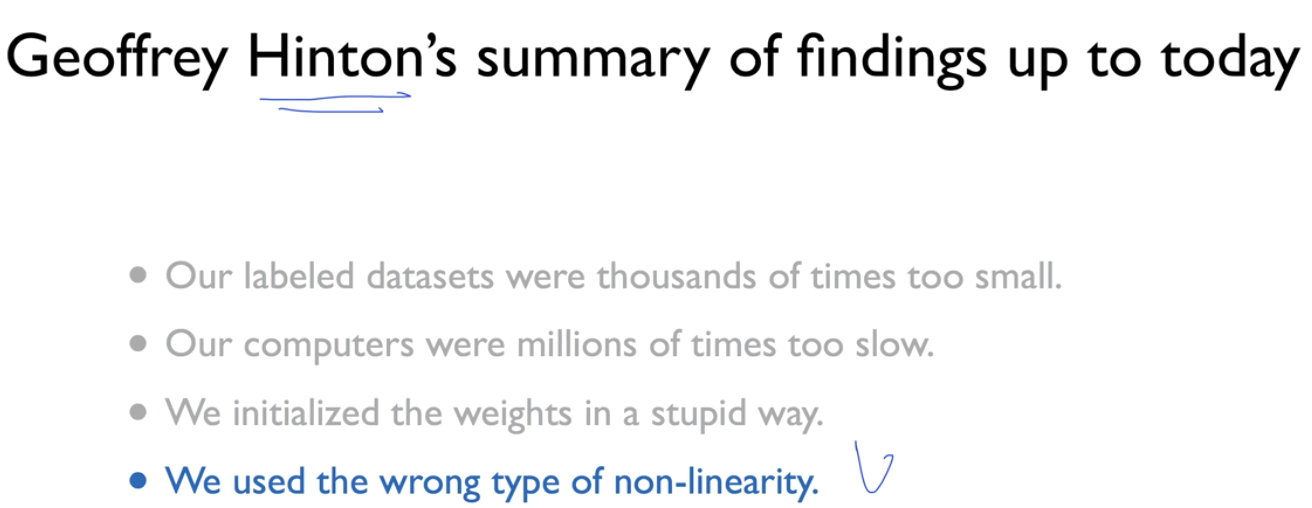 Geoffrey Hinton's summary of findings up to today
• Our labeled datasets were thousands of times too small.
• Our computers were millions of times too slow.
• We initialized the weights in a stupid way.
• We used the wrong type of non-linearity.